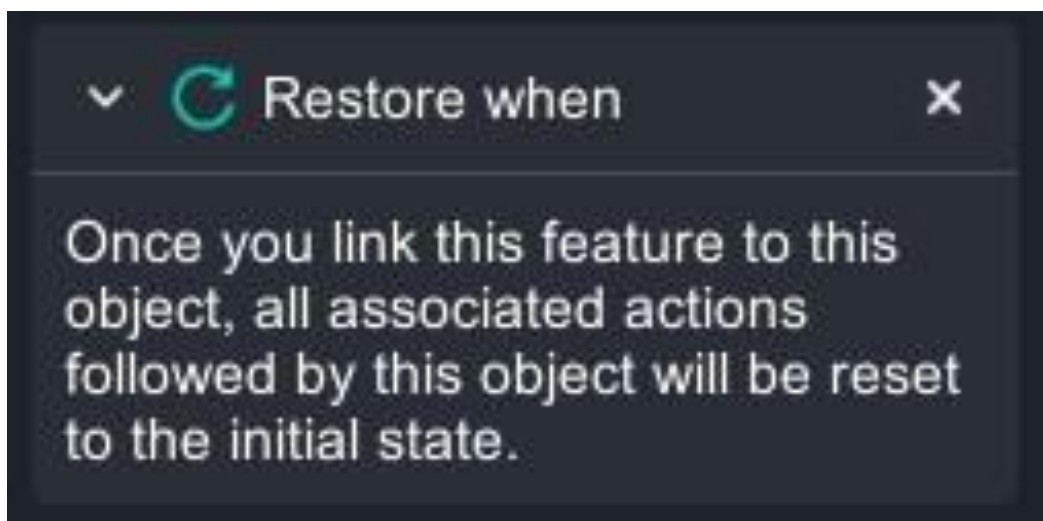 Restore when
Once you link this feature to this
object, all associated actions
followed by this object will be reset
to the initial state.